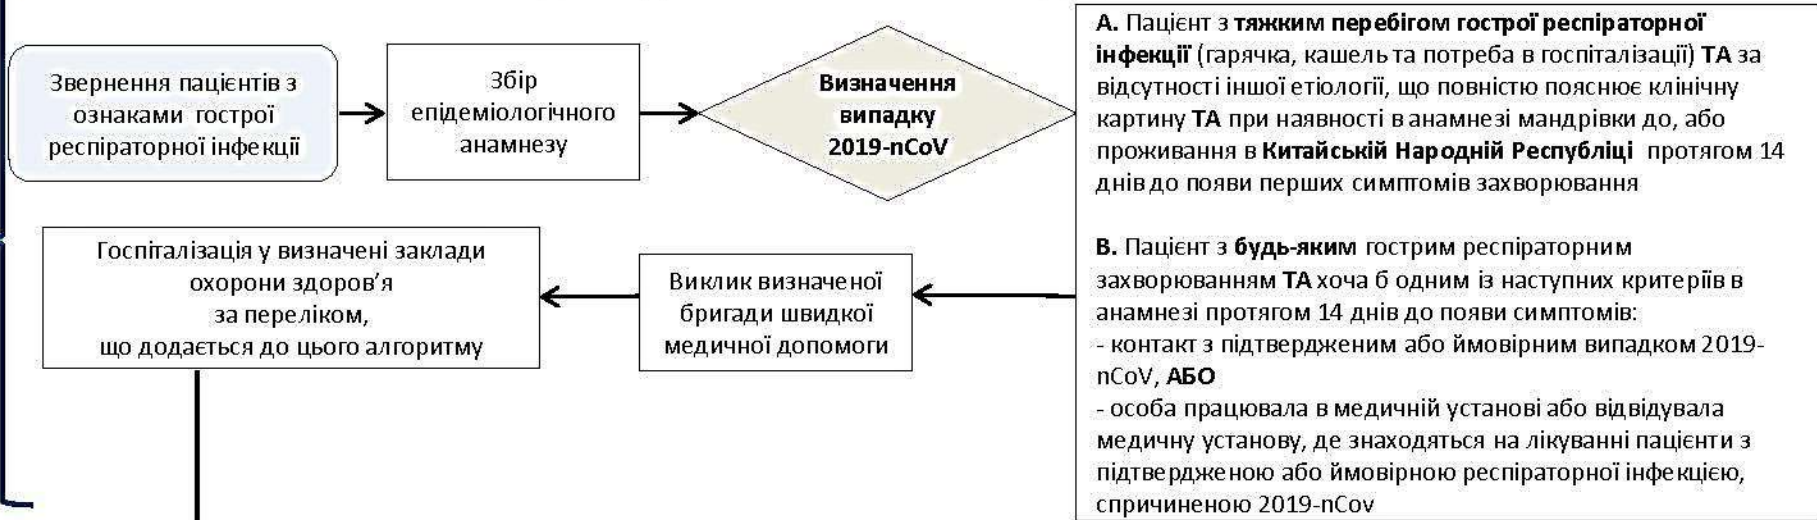 Звернення пацієнтів з
ознаками гострої
респіраторної інфекції
Збір
епідеміологічного
анамнезу
Визначення
випадку
2019-nCoV
А. Пацієнт з тяжким перебігом гострої респіраторної
інфекції (гарячка, кашель та потреба в госпіталізації) ТА за
відсутності іншої етіології, що повністю пояснює клінічну
картину ТА при наявності в анамнезі мандрівки до, або
проживання в Китайській Народній Республіці протягом 14
днів до появи перших симптомів захворювання
В. Пацієнт з будь-яким гострим респіраторним
захворюванням ТА хоча б одним із наступних критеріїв в
анамнезі протягом 14 днів до появи симптомів:
- контакт з підтвердженим або ймовірним випадком 2019-
nCoV, АБО
- особа працювала в медичній установі або відвідувала
медичну установу, де знаходяться на лікуванні пацієнти з
підтвердженою або ймовірною респіраторної інфекцією,
спричиненою 2019-nCov
Виклик визначеної
бригади швидкої
медичної допомоги
Госпіталізація у визначені заклади
охорони здоров’я
за переліком,
що додається до цього алгоритму